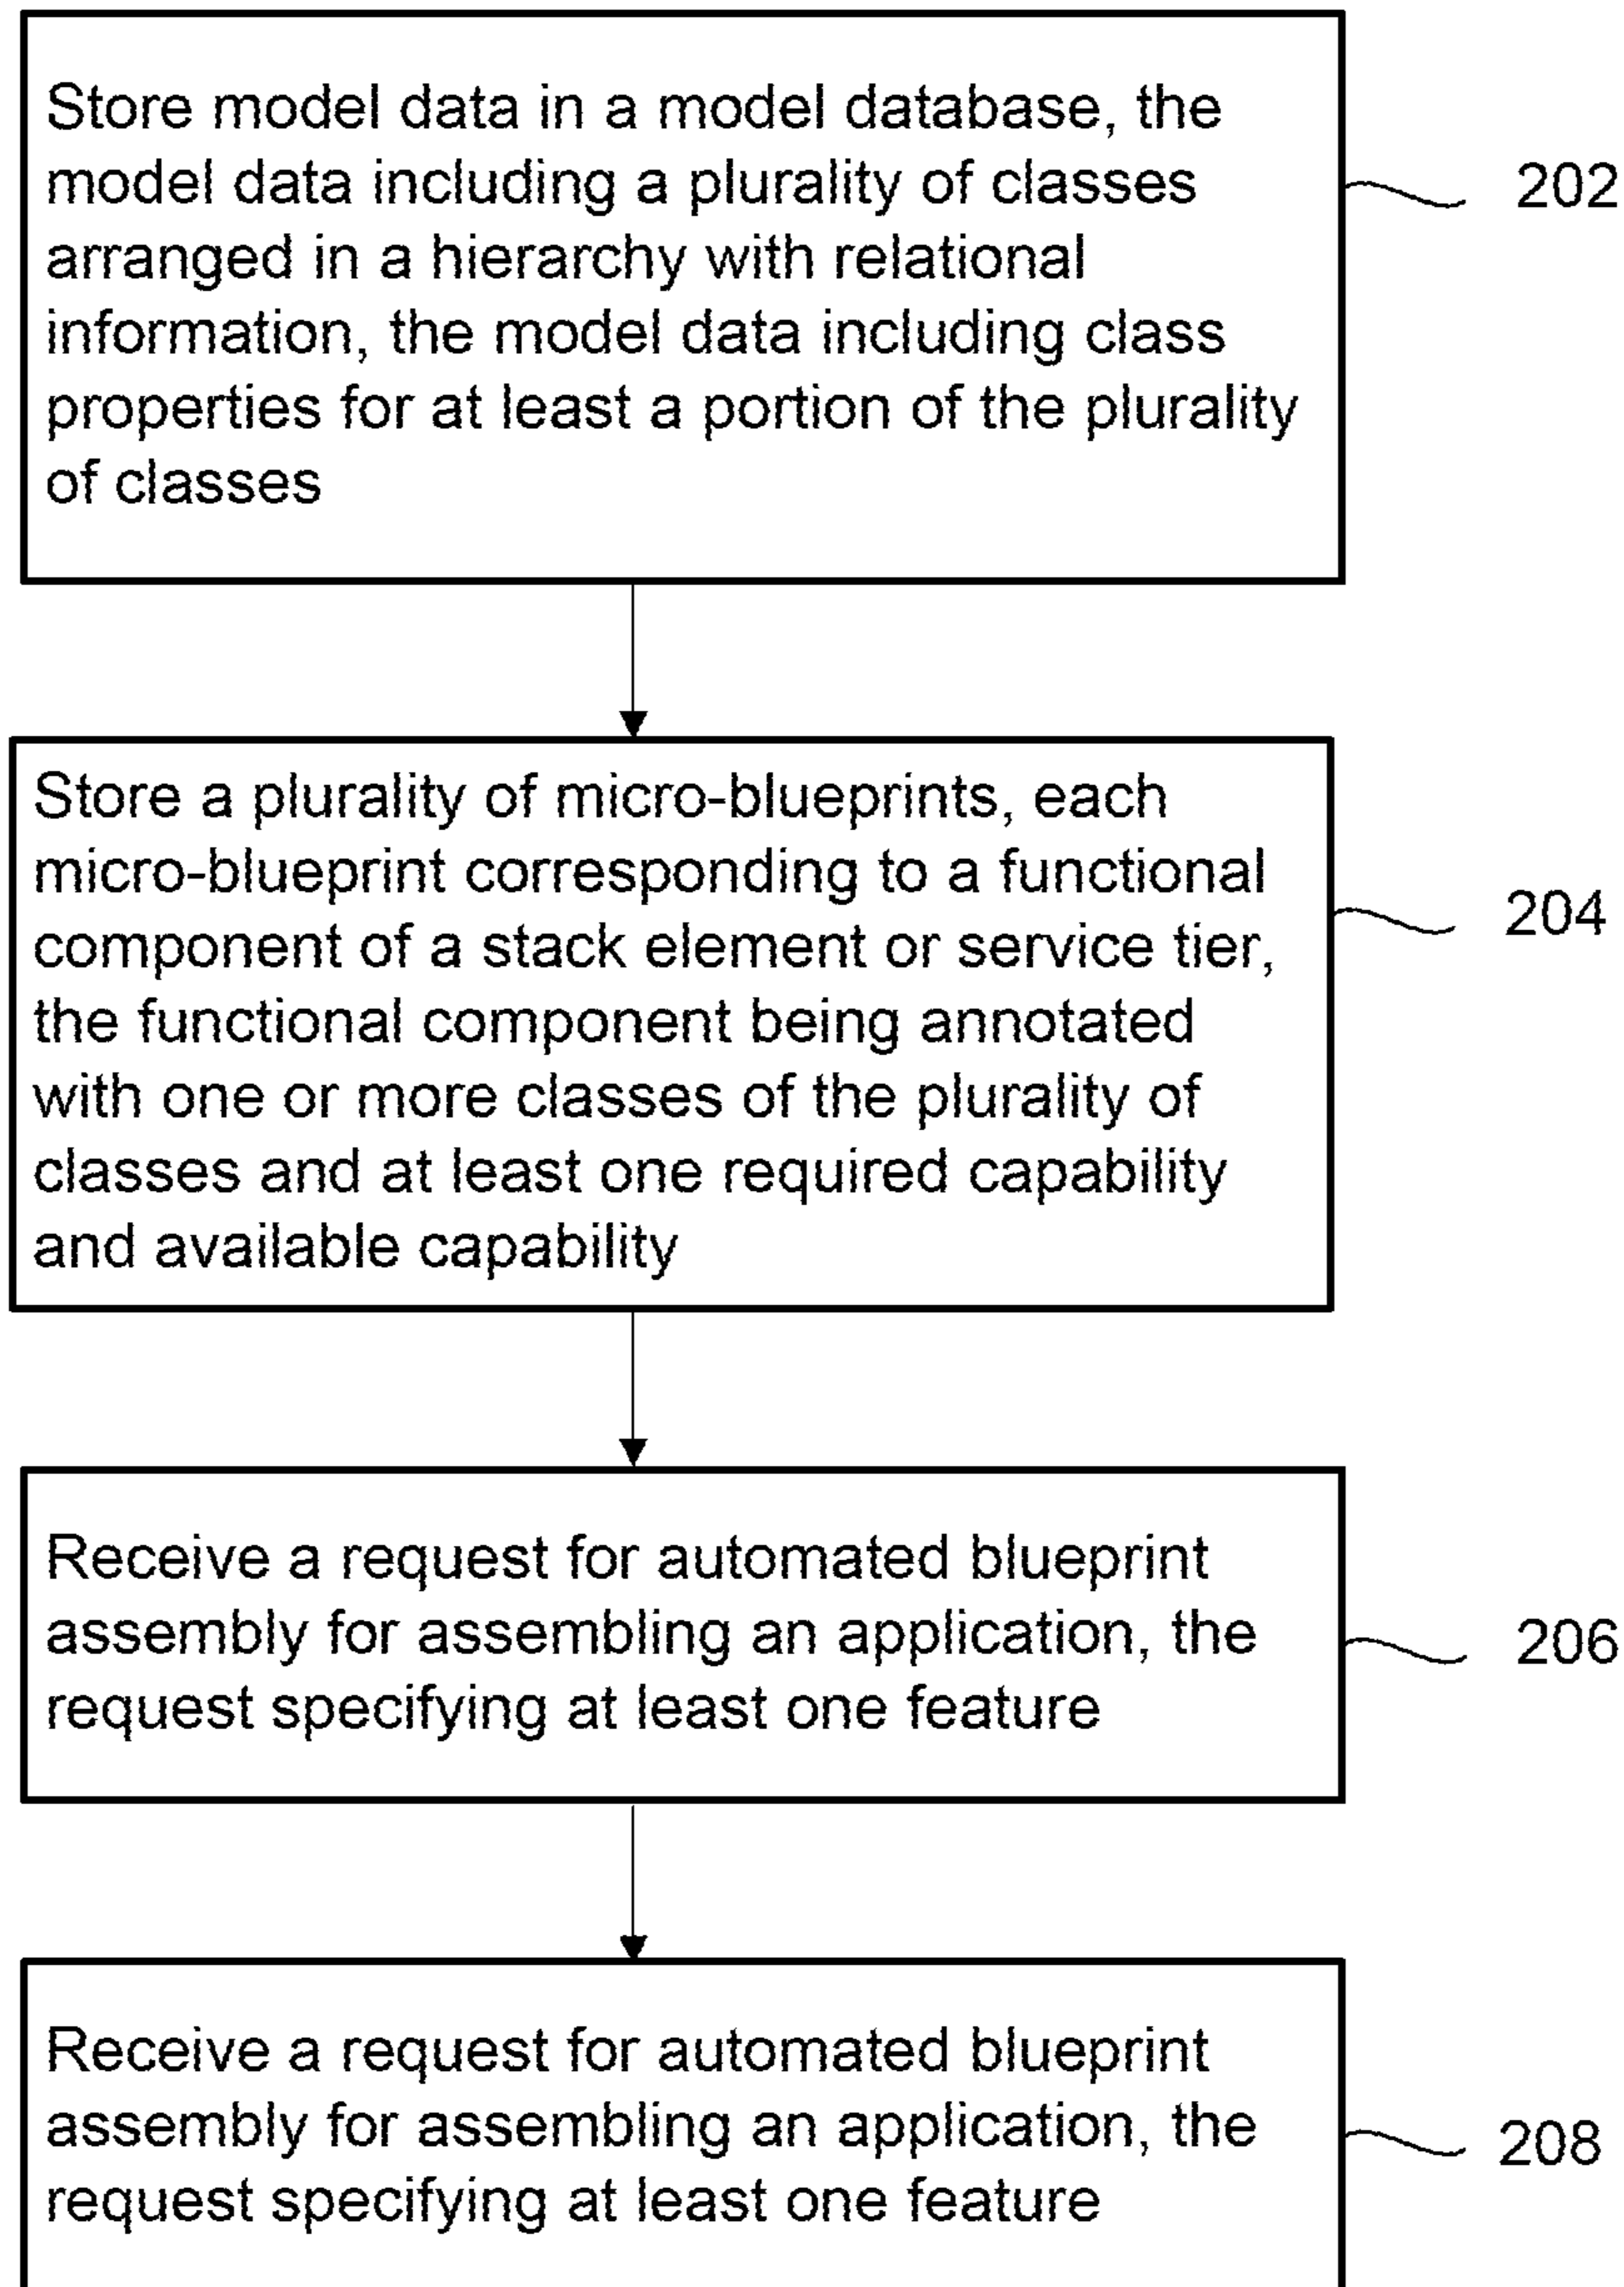 Store model data in a model database, the
model data including a plurality of classes
arranged in a hierarchy with relational
information, the model data including class
properties for at least a portion of the plurality
of classes
202
Store a plurality of micro-blueprints, each
micro-blueprint corresponding to a functional
component of a stack element or service tier,
the functional component being annotated
with one or more classes of the plurality of
classes and at least one required capability
and available capability
204
Receive a request for automated blueprint
assembly for assembling an application, the
request specifying at least one feature
206
Receive a request for automated blueprint
assembly for assembling an application, the
request specifying at least one feature
208